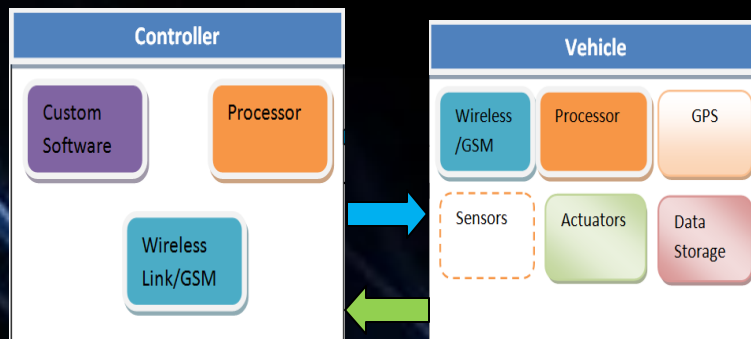 Controller
Custom
Software
Processor
Wireless
Link/GSM
Vehicle
Wireless
/GSM
Processor
GPS
Sensors
Actuators
Data
Storage